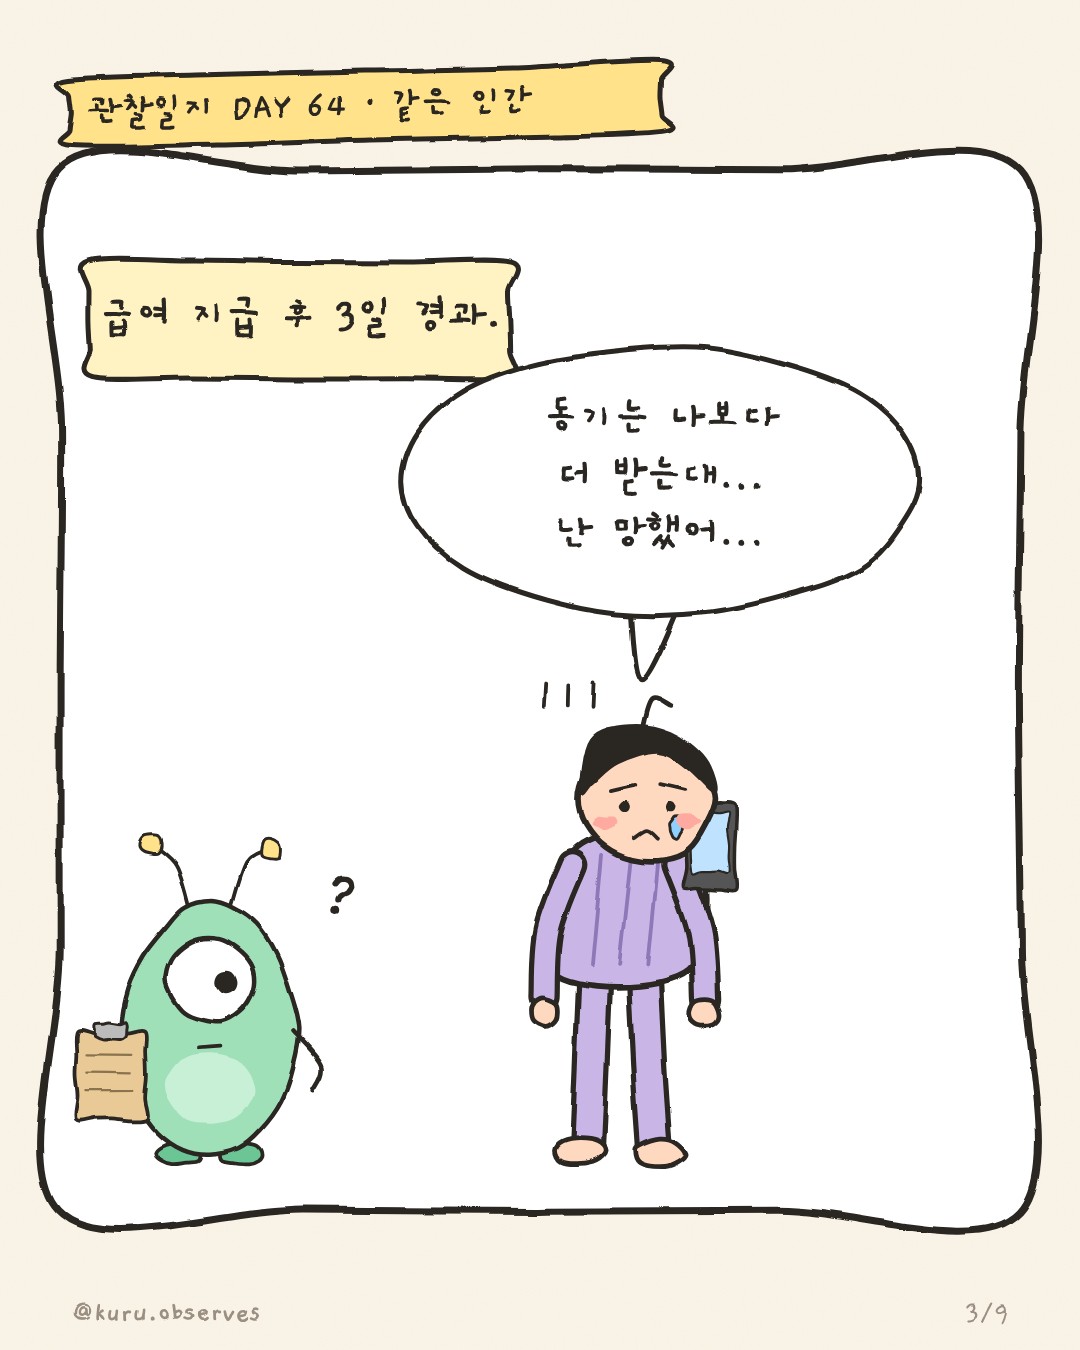 관찰일지 DAY 64 · 같은 인간
급여 지급 후 3일 경과.
동기는 나보다
더 받는대...
난 망했어...
?
@kuru.observes
3/9